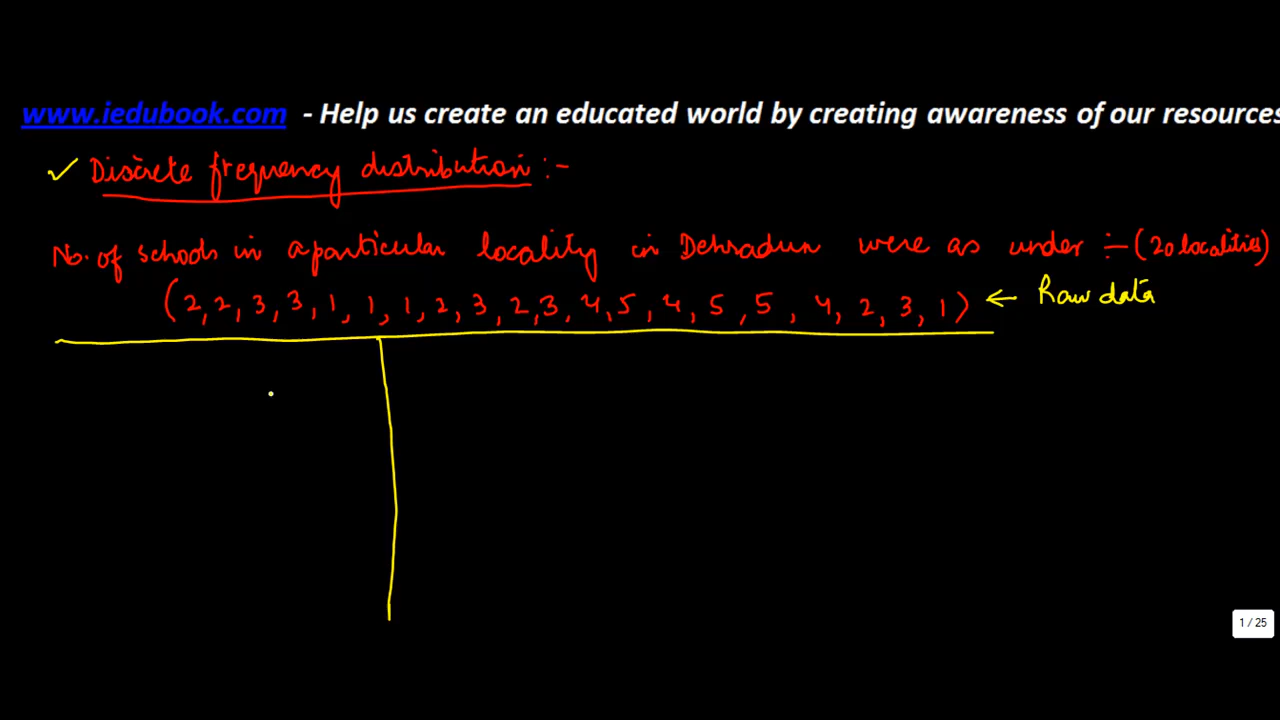 www.iedubook.com - Help us create an educated world by creating awareness of our resources
✓ Discrete frequency distribution :-
No. of schools in a particular locality in Dehradun were as under :- (20 localities)
(2, 2, 3, 3, 1, 1, 1, 2, 3, 2, 3, 4, 5, 4, 5, 5, 4, 2, 3, 1) ← Raw data
1 / 25